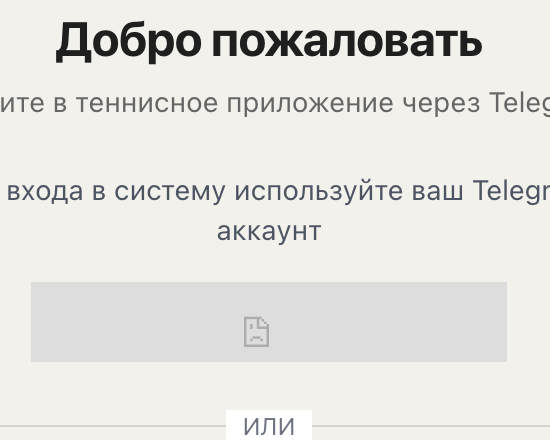 Добро пожаловать
ите в теннисное приложение через Teleg
входа в систему используйте ваш Telegr
аккаунт
ИЛИ